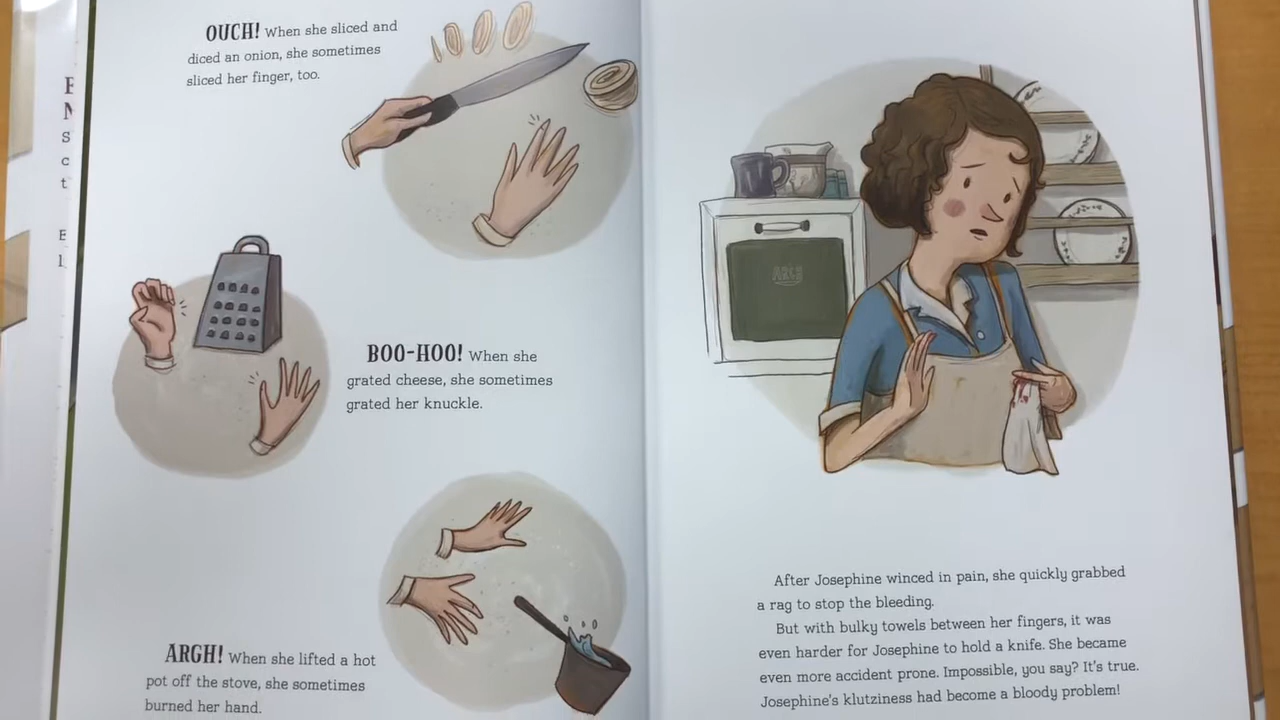 OUCH! When she sliced and
diced an onion, she sometimes
sliced her finger, too.
BOO-HOO! When she
grated cheese, she sometimes
grated her knuckle.
ARGH! When she lifted a hot
pot off the stove, she sometimes
burned her hand.
After Josephine winced in pain, she quickly grabbed
a rag to stop the bleeding.
But with bulky towels between her fingers, it was
even harder for Josephine to hold a knife. She became
even more accident prone. Impossible, you say? It's true.
Josephine's klutziness had become a bloody problem!